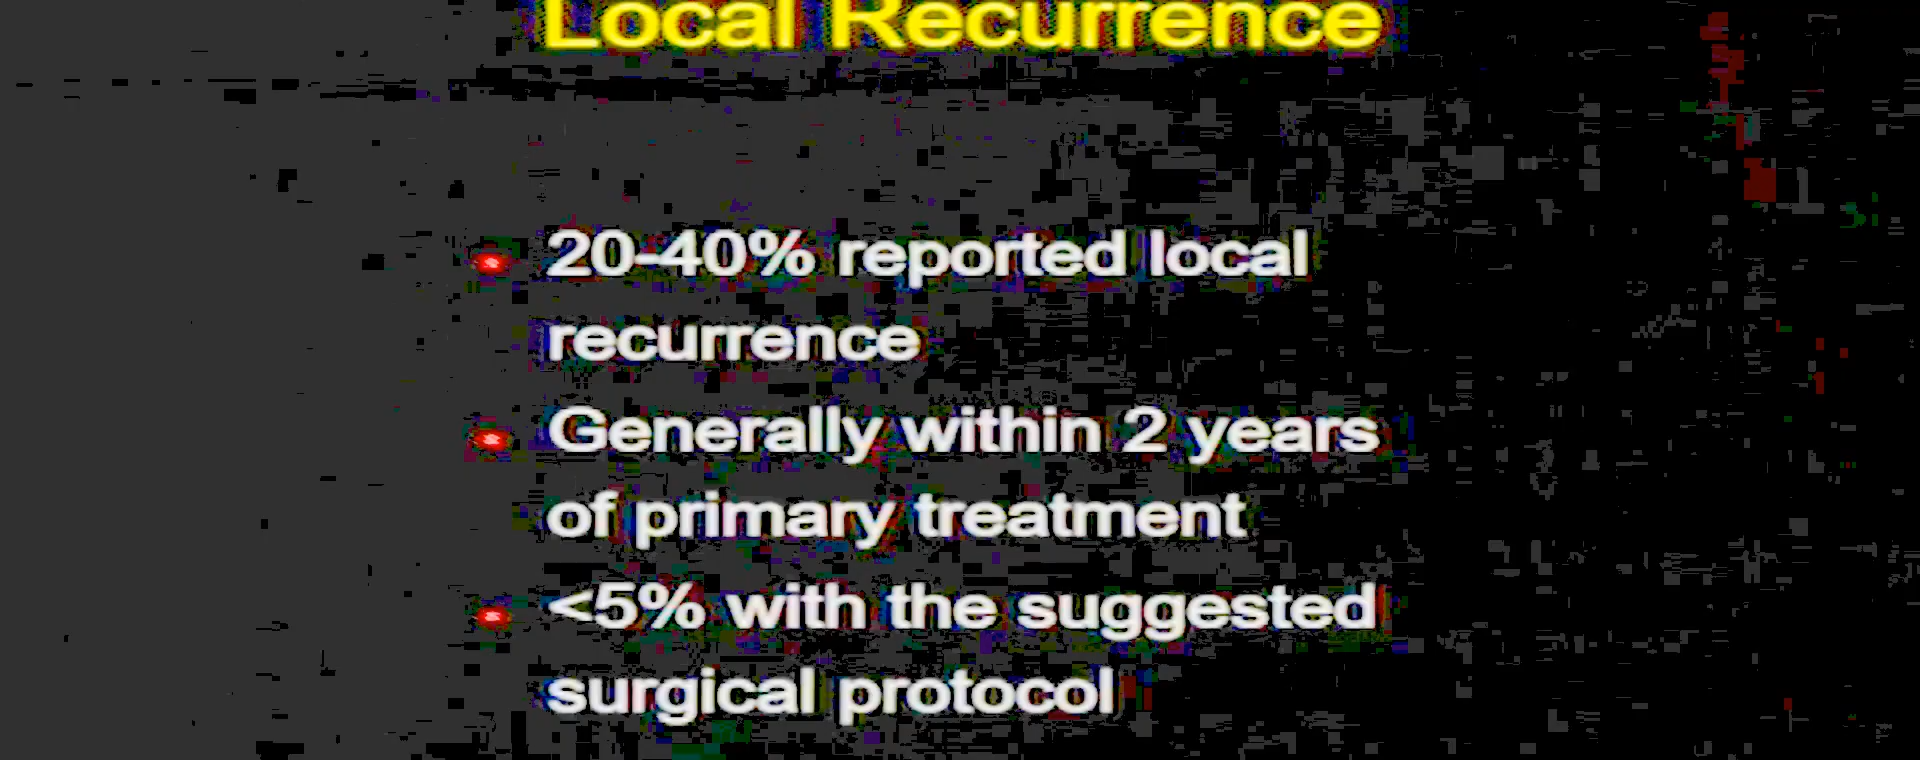 Local Recurrence
20-40% reported local
recurrence
Generally within 2 years
of primary treatment
<5% with the suggested
surgical protocol